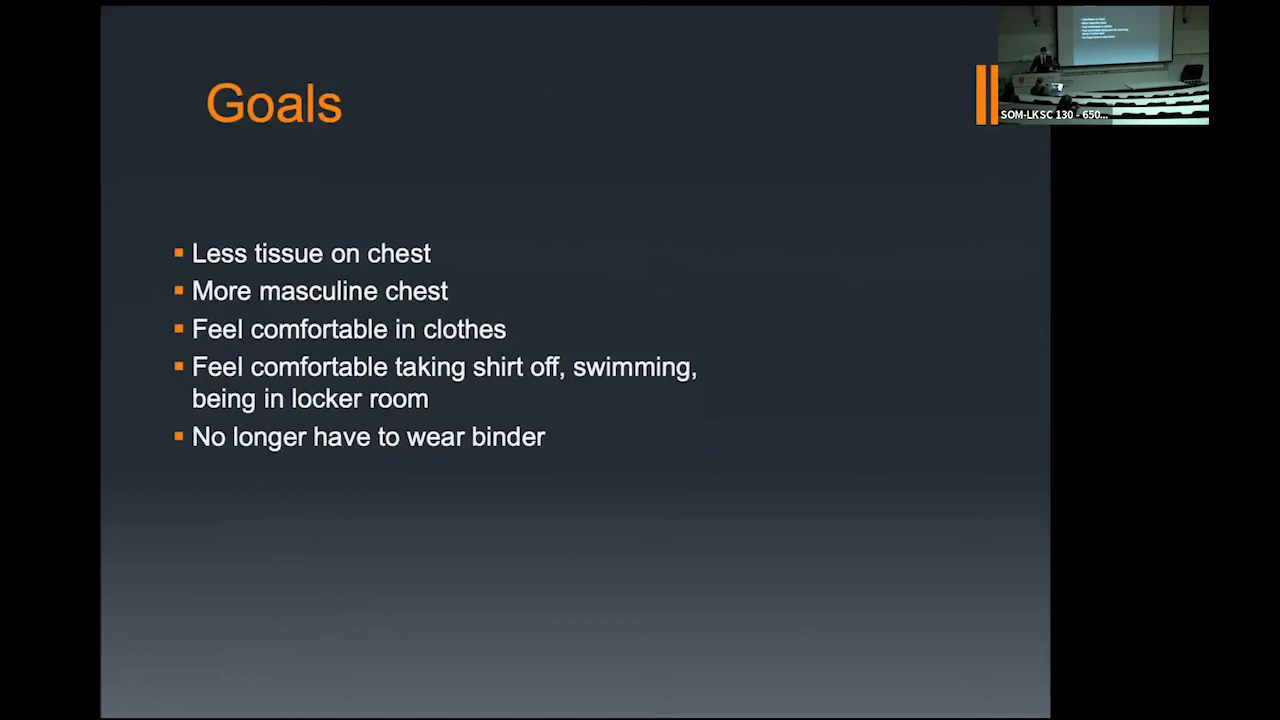 Goals
SOM-LKSC 130 - 650...
Less tissue on chest
More masculine chest
Feel comfortable in clothes
Feel comfortable taking shirt off, swimming,
being in locker room
No longer have to wear binder